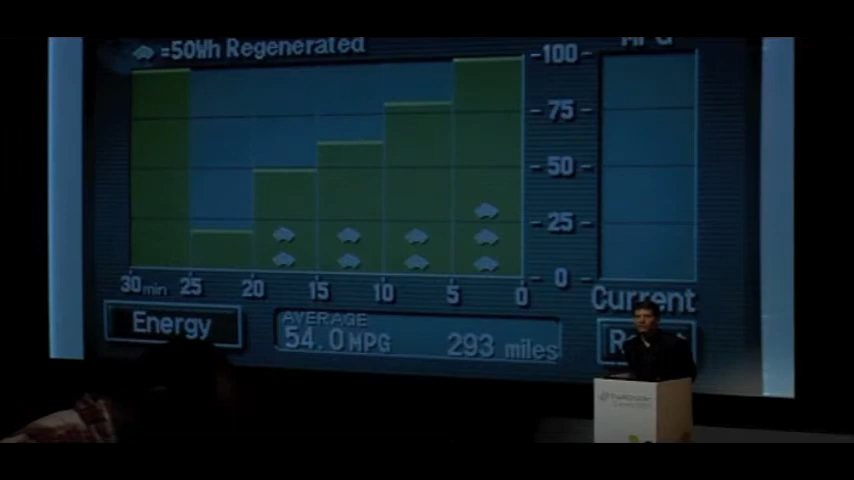 =50Wh Regenerated
MPG
100
75
50
25
0
30min 25 20 15 10 5 0
Current
Energy
AVERAGE
54.0MPG 293 miles